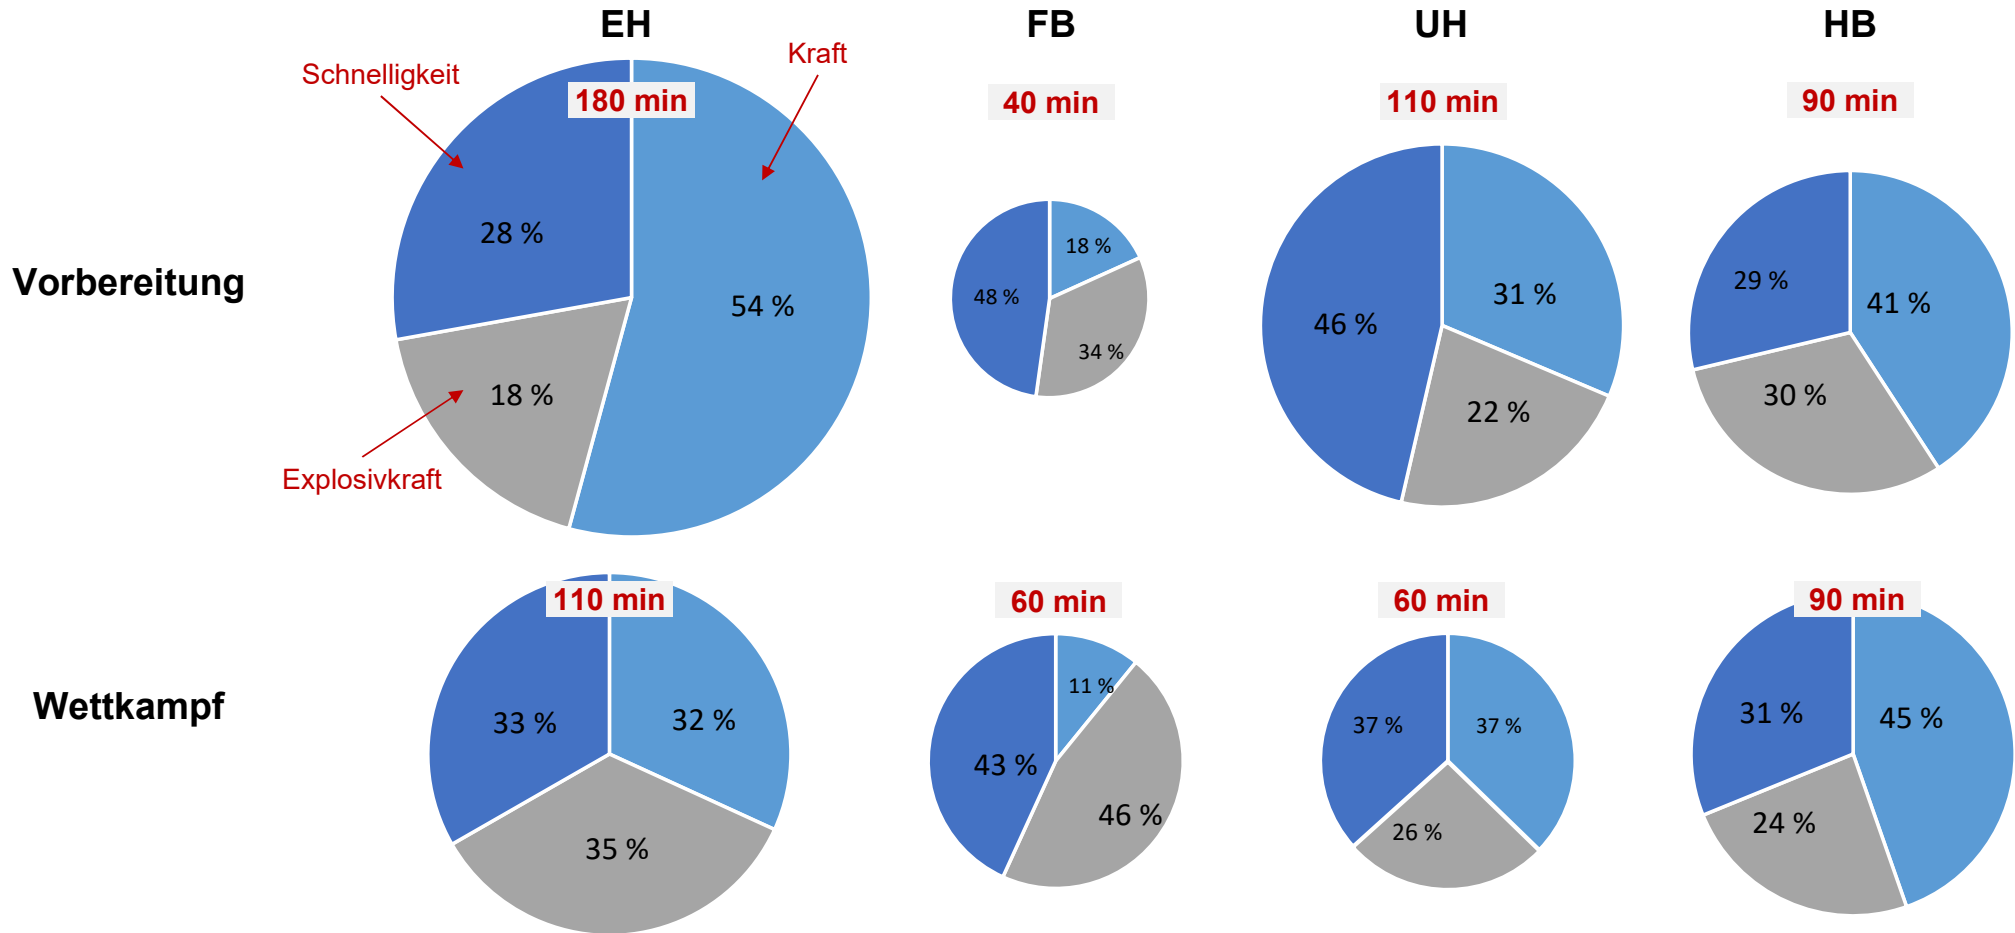 EH
FB
UH
HB
Schnelligkeit
Kraft
180 min
40 min
110 min
90 min
Vorbereitung
28 %
54 %
18 %
Explosivkraft
18 %
48 %
34 %
31 %
46 %
22 %
29 %
41 %
30 %
Wettkampf
110 min
60 min
60 min
90 min
33 %
32 %
35 %
11 %
43 %
46 %
37 %
37 %
26 %
31 %
45 %
24 %